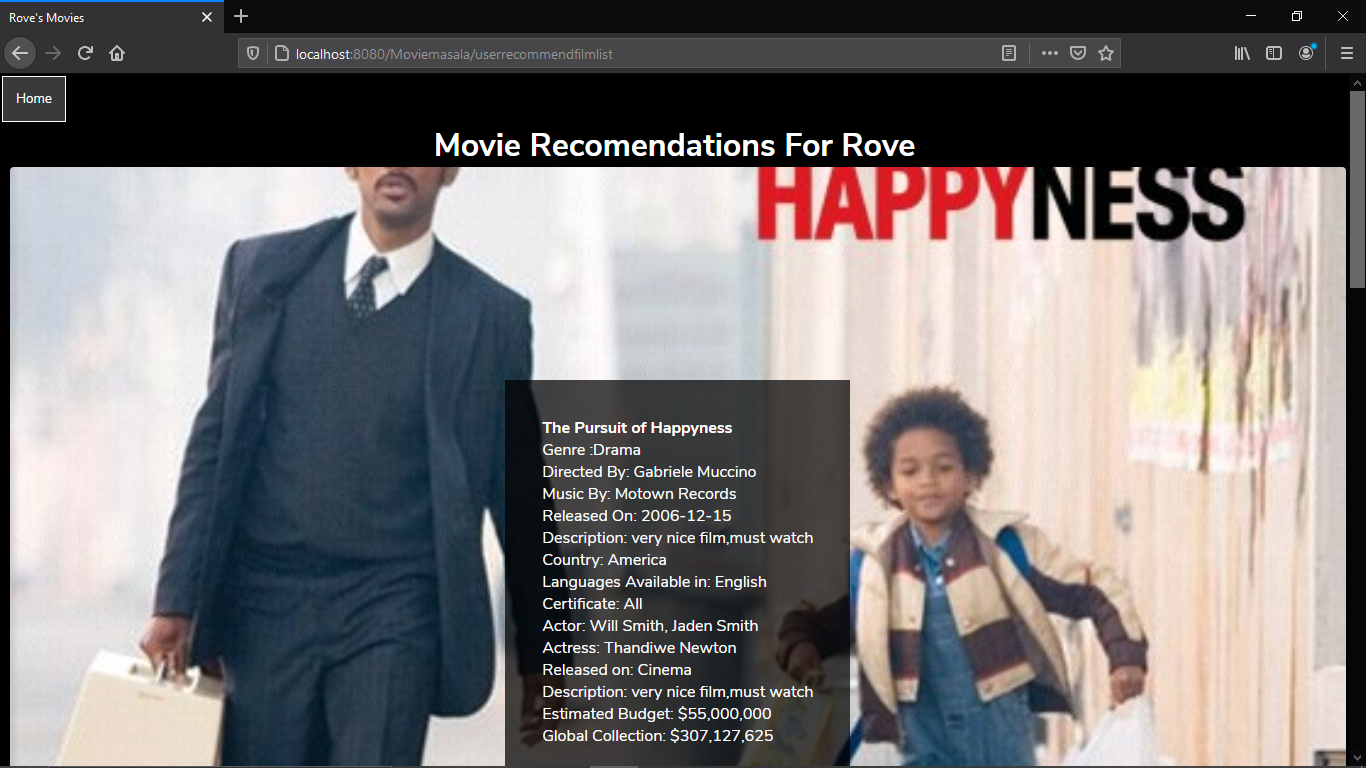 Rove's Movies
localhost:8080/Moviemasala/userrecommendfilmlist
Home
Movie Recomendations For Rove
HAPPYNESS
The Pursuit of Happyness
Genre :Drama
Directed By: Gabriele Muccino
Music By: Motown Records
Released On: 2006-12-15
Description: very nice film,must watch
Country: America
Languages Available in: English
Certificate: All
Actor: Will Smith, Jaden Smith
Actress: Thandiwe Newton
Released on: Cinema
Description: very nice film,must watch
Estimated Budget: $55,000,000
Global Collection: $307,127,625